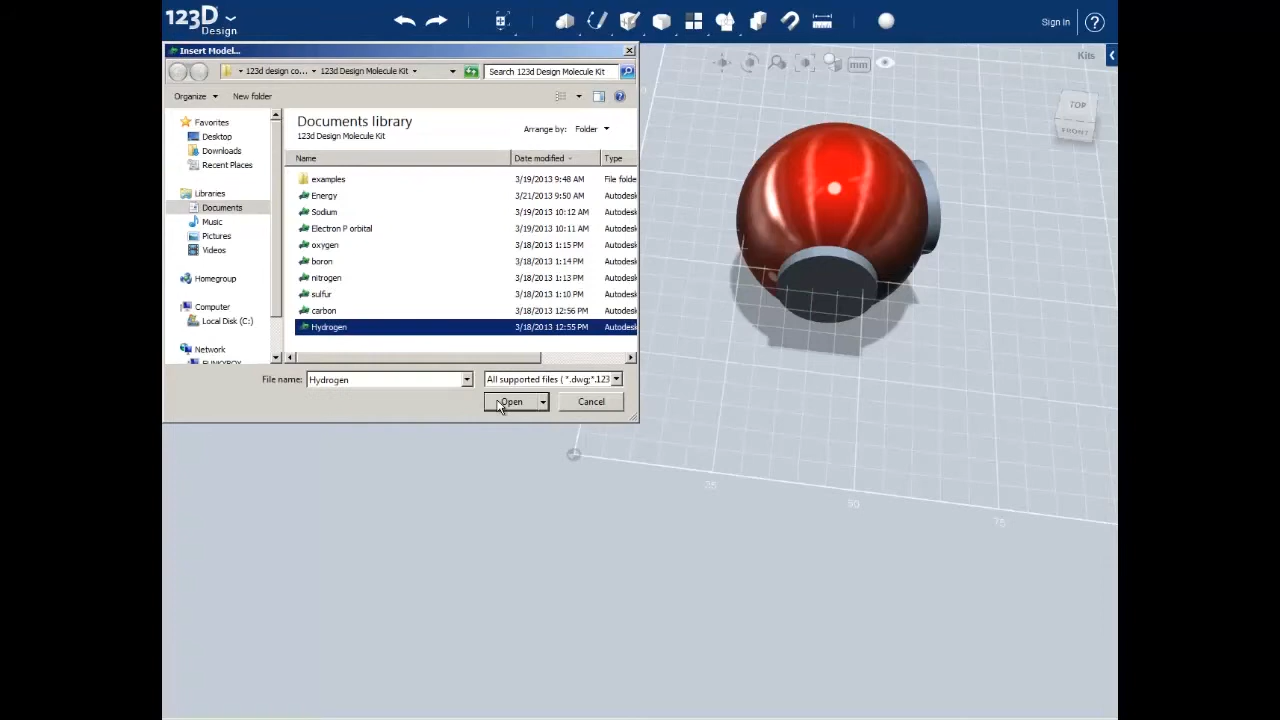 123D
Design
Sign In
Insert Model...
123d design co...
123D Design Molecule Kit
Search 123d Design Molecule Kit
Organize
New folder
Kits
Favorites
Desktop
Downloads
Recent Places
Libraries
Documents
Music
Pictures
Videos
Homegroup
Computer
Local Disk (C:)
Network
Documents library
123D Design Molecule Kit
Arrange by: Folder
Name Date modified Type
examples 3/19/2013 9:48 AM File folde
Energy 3/21/2013 9:50 AM Autodesk
Sodium 3/19/2013 10:12 AM Autodesk
Electron P orbital 3/19/2013 10:11 AM Autodesk
oxygen 3/18/2013 1:15 PM Autodesk
boron 3/18/2013 1:14 PM Autodesk
nitrogen 3/18/2013 1:13 PM Autodesk
sulfur 3/18/2013 1:10 PM Autodesk
carbon 3/18/2013 12:56 PM Autodesk
Hydrogen 3/18/2013 12:55 PM Autodesk
File name: Hydrogen
All supported files ( *.dwg;*.123
Open
Cancel
mm
TOP
FRONT
25
50
75